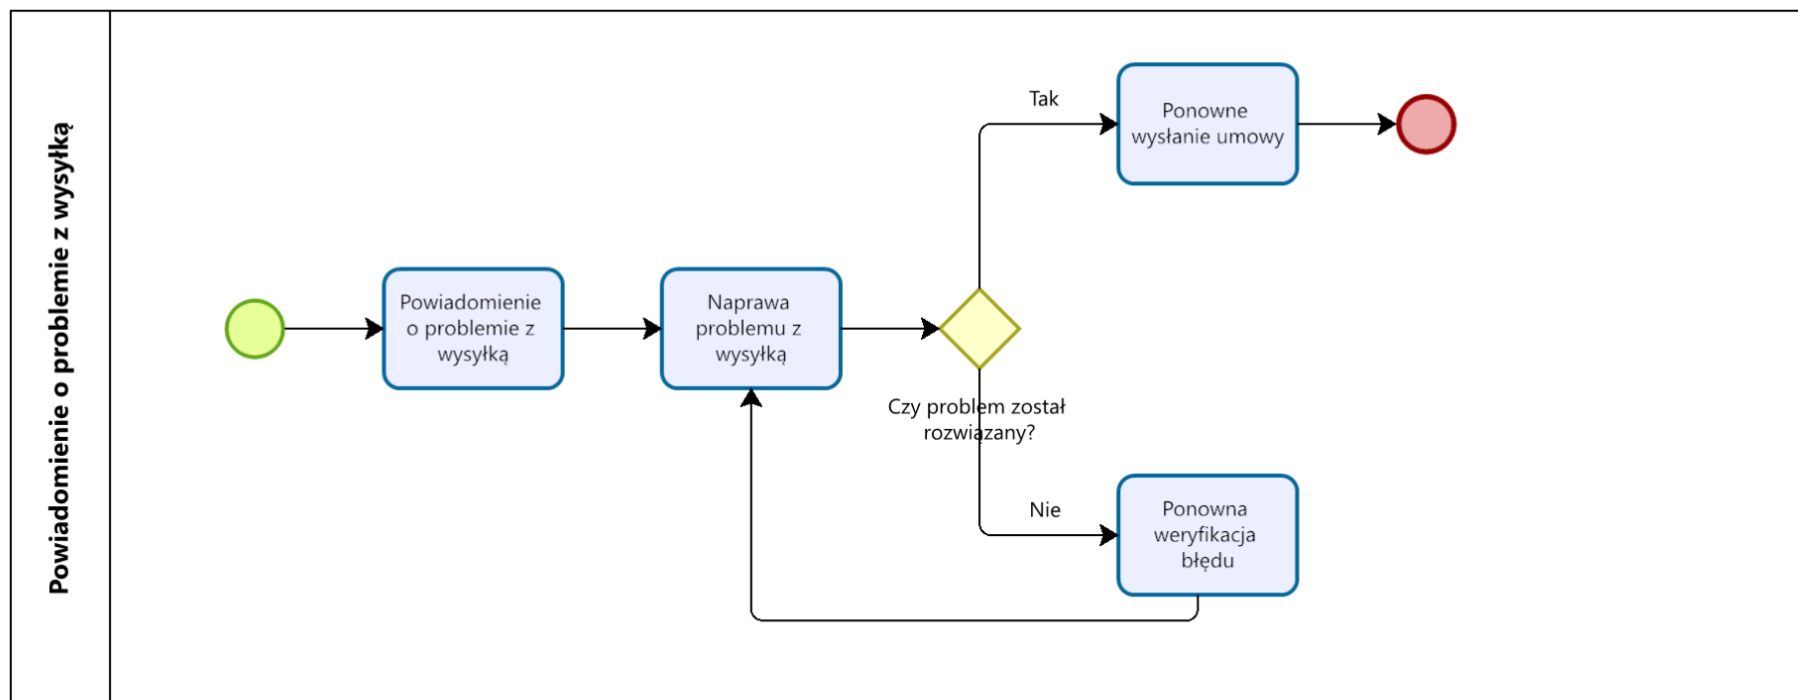 Powiadomienie o problemie z wysyłką
Powiadomienie
o problemie z
wysyłką
Naprawa
problemu z
wysyłką
Czy problem został
rozwiązany?
Tak
Ponowne
wysłanie umowy
Nie
Ponowna
weryfikacja
błędu